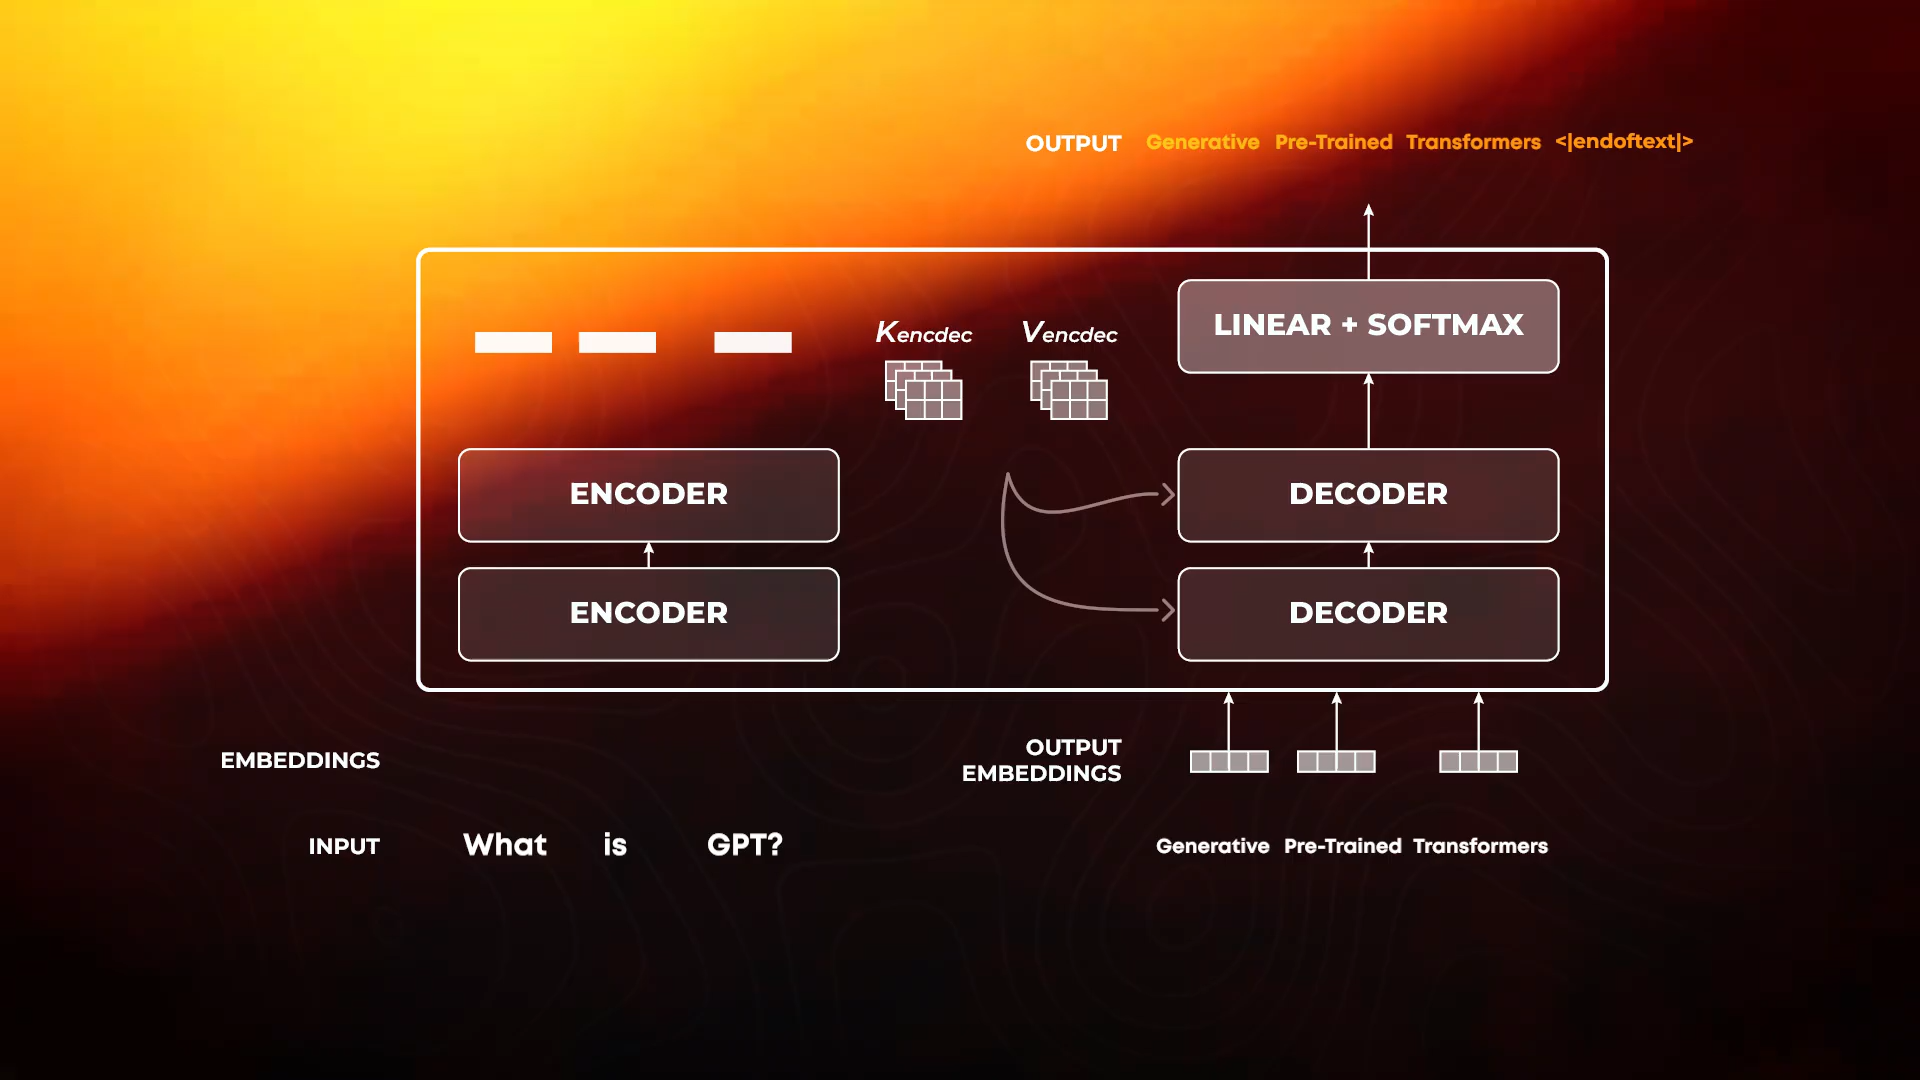 OUTPUT Generative Pre-Trained Transformers <|endoftext|>
Kencdec Vencdec
LINEAR + SOFTMAX
ENCODER
DECODER
ENCODER
DECODER
EMBEDDINGS
OUTPUT
EMBEDDINGS
INPUT What is GPT?
Generative Pre-Trained Transformers